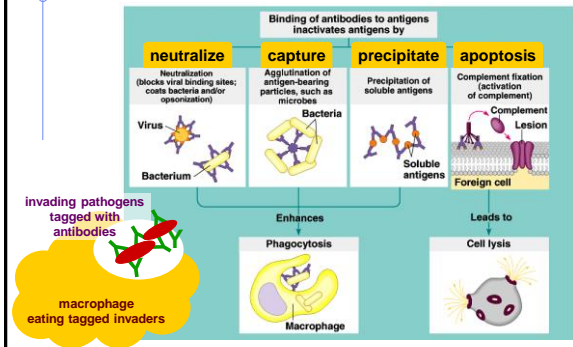 Binding of antibodies to antigens
inactivates antigens by
neutralize
capture
precipitate
apoptosis
Neutralization
(blocks viral binding sites;
coats bacteria and/or
opsonization)
Agglutination of
antigen-bearing
particles, such as
microbes
Precipitation of
soluble antigens
Complement fixation
(activation
of complement)
Virus
Bacterium
Bacteria
Soluble
antigens
Complement
Lesion
Foreign cell
invading pathogens
tagged with
antibodies
macrophage
eating tagged invaders
Enhances
Phagocytosis
Macrophage
Leads to
Cell lysis